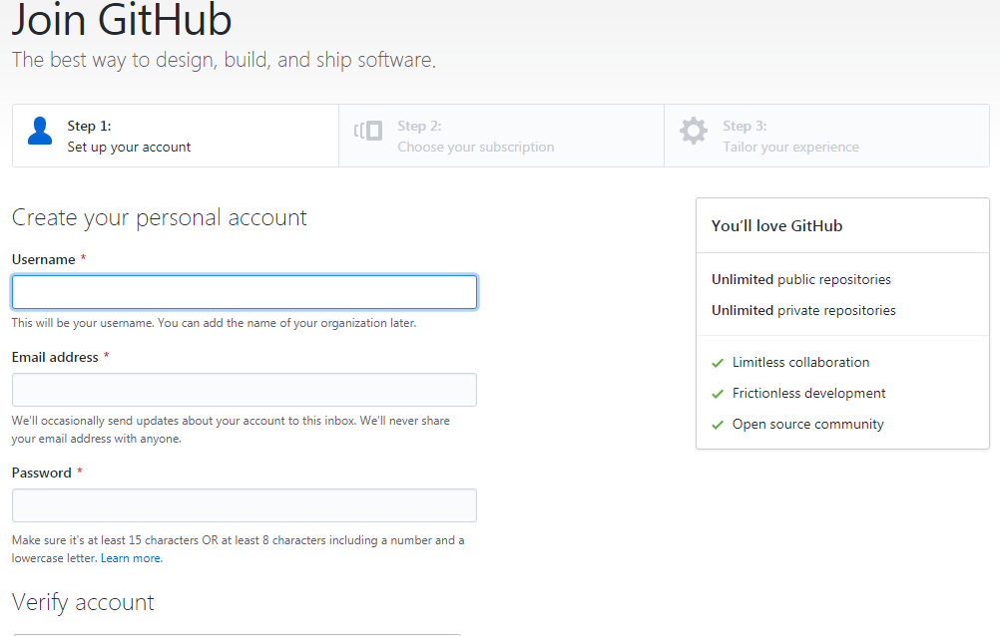 Join GitHub
The best way to design, build, and ship software.
Step 1:
Set up your account
Step 2:
Choose your subscription
Step 3:
Tailor your experience
Create your personal account
Username *
This will be your username. You can add the name of your organization later.
Email address *
We’ll occasionally send updates about your account to this inbox. We’ll never share
your email address with anyone.
Password *
Make sure it's at least 15 characters OR at least 8 characters including a number and a
lowercase letter. Learn more.
Verify account
You’ll love GitHub
Unlimited public repositories
Unlimited private repositories
Limitless collaboration
Frictionless development
Open source community